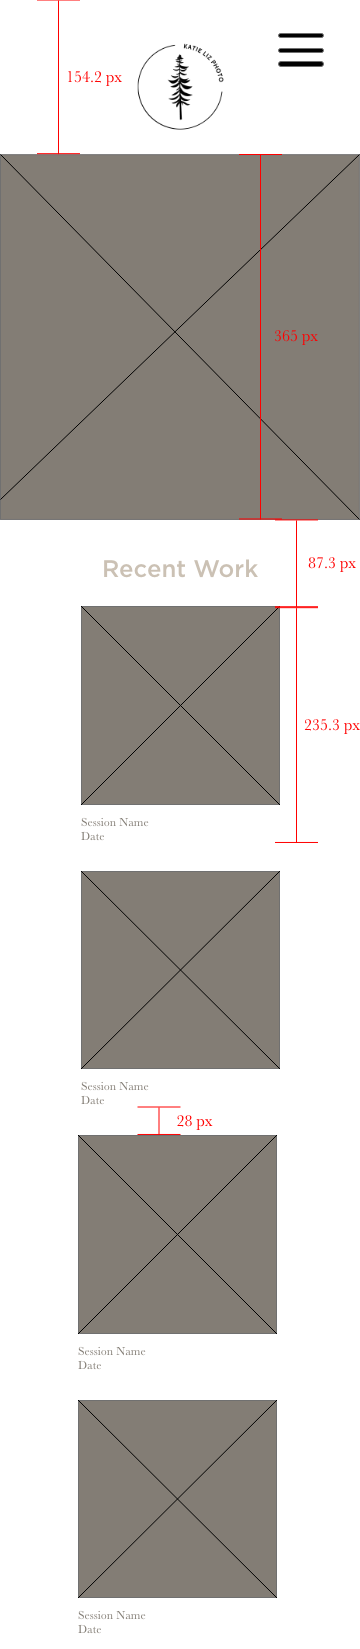 KATIE LIZ PHOTO
154.2 px
365 px
87.3 px
Recent Work
235.3 px
Session Name
Date
Session Name
Date
28 px
Session Name
Date
Session Name
Date